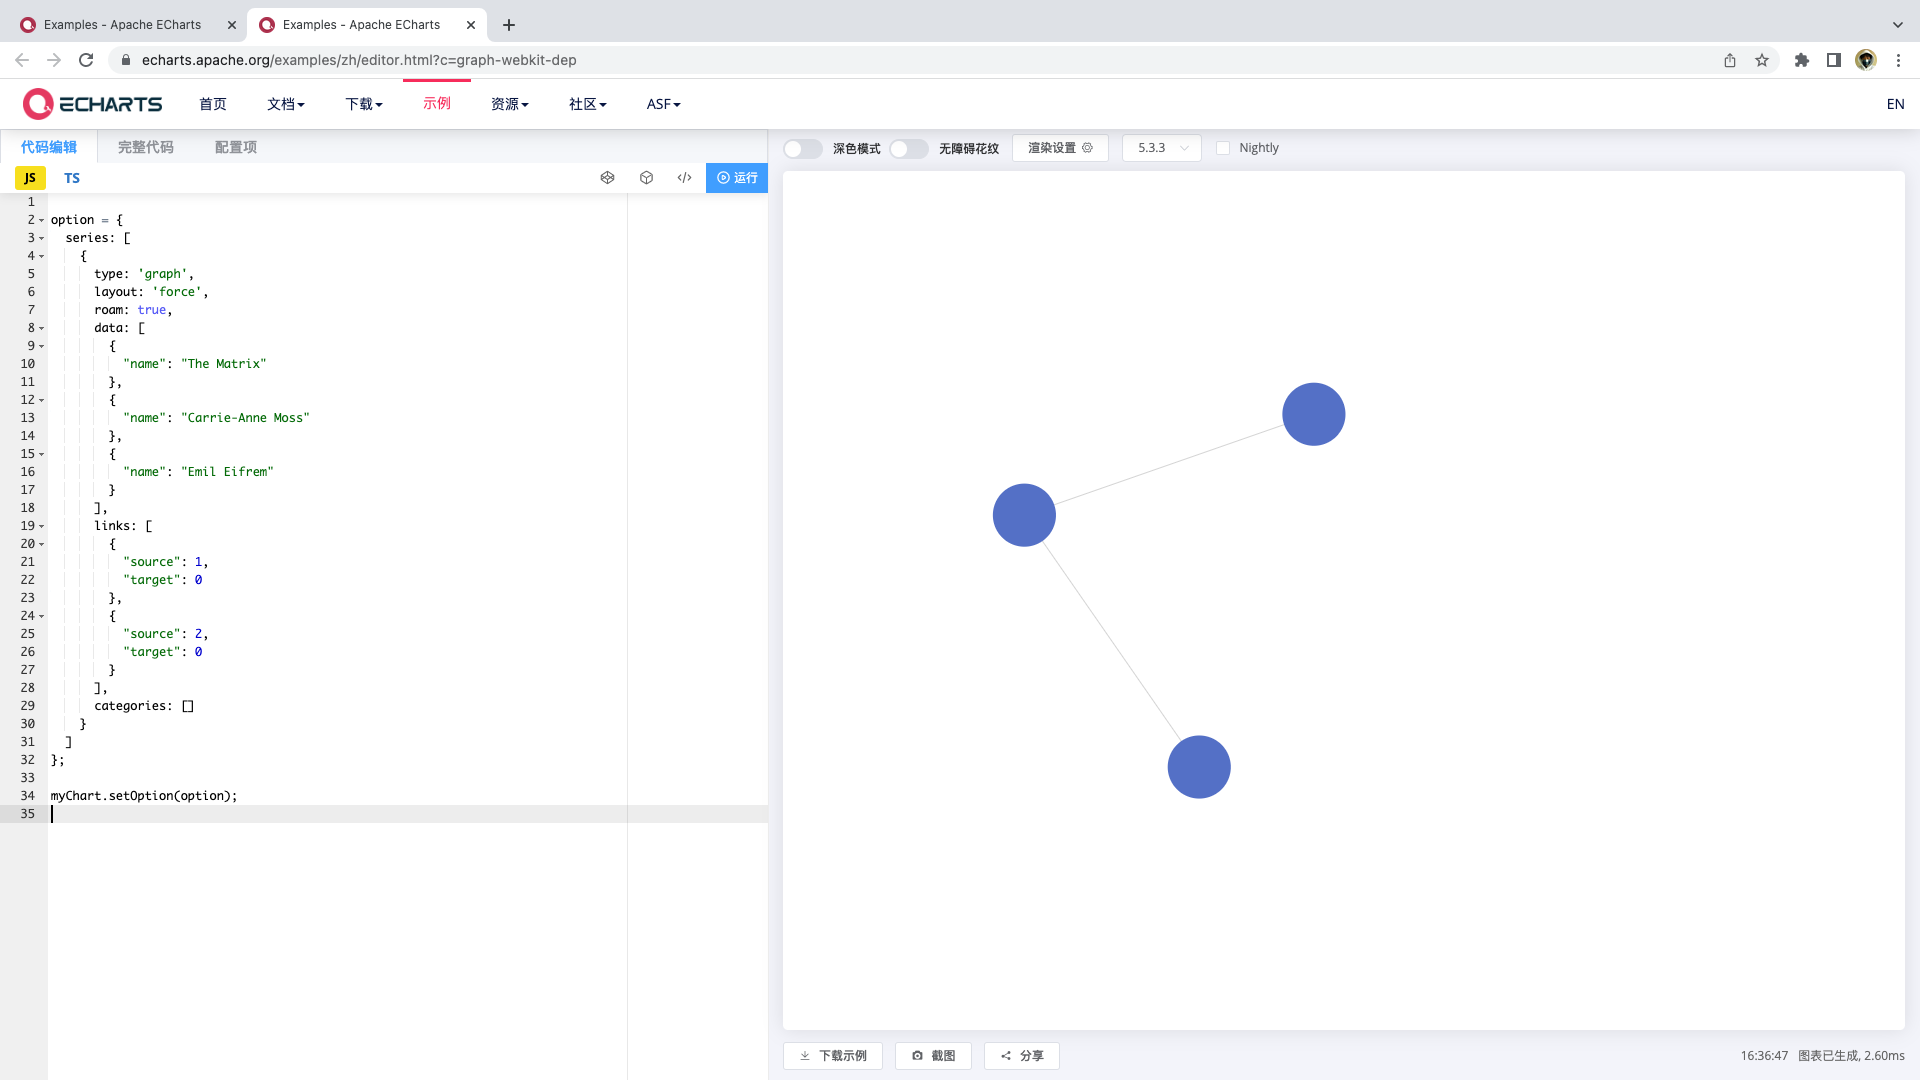 Examples - Apache ECharts
Examples - Apache ECharts
echarts.apache.org/examples/zh/editor.html?c=graph-webkit-dep
ECHARTS 首页 文档 下载 示例 资源 社区 ASF EN
代码编辑 完整代码 配置项
深色模式 无障碍花纹 渲染设置 5.3.3 Nightly
JS TS </> 运行
1
2 option = {
3 series: [
4 {
5 type: 'graph',
6 layout: 'force',
7 roam: true,
8 data: [
9 {
10 "name": "The Matrix"
11 },
12 {
13 "name": "Carrie-Anne Moss"
14 },
15 {
16 "name": "Emil Eifrem"
17 }
18 ],
19 links: [
20 {
21 "source": 1,
22 "target": 0
23 },
24 {
25 "source": 2,
26 "target": 0
27 }
28 ],
29 categories: []
30 }
31 ]
32 };
33
34 myChart.setOption(option);
35
下载示例 截图 分享 16:36:47 图表已生成, 2.60ms